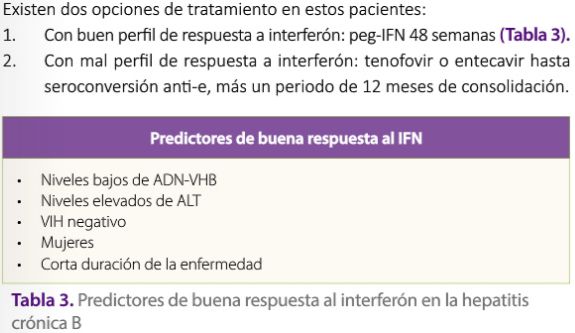 Existen dos opciones de tratamiento en estos pacientes:
1. Con buen perfil de respuesta a interferón: peg-IFN 48 semanas (Tabla 3).
2. Con mal perfil de respuesta a interferón: tenofovir o entecavir hasta
seroconversión anti-e, más un periodo de 12 meses de consolidación.
Predictores de buena respuesta al IFN
• Niveles bajos de ADN-VHB
• Niveles elevados de ALT
• VIH negativo
• Mujeres
• Corta duración de la enfermedad
Tabla 3. Predictores de buena respuesta al interferón en la hepatitis
crónica B